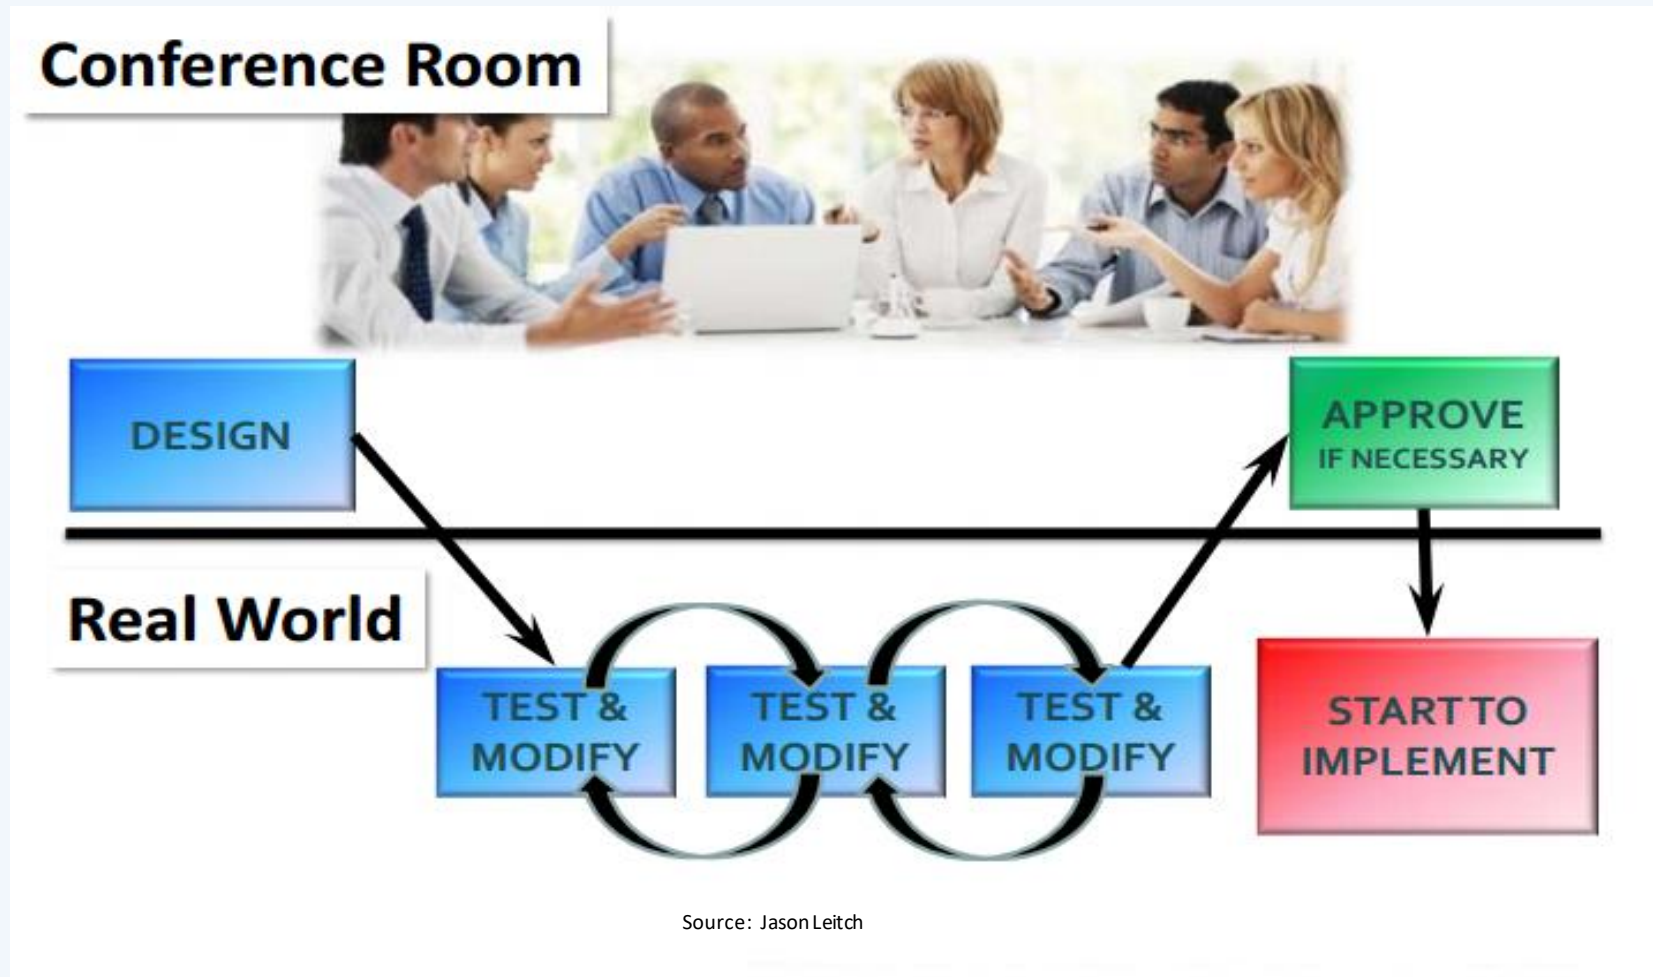 Conference Room
DESIGN
APPROVE
IF NECESSARY
Real World
TEST &
MODIFY
TEST &
MODIFY
TEST &
MODIFY
START TO
IMPLEMENT
Source: Jason Leitch